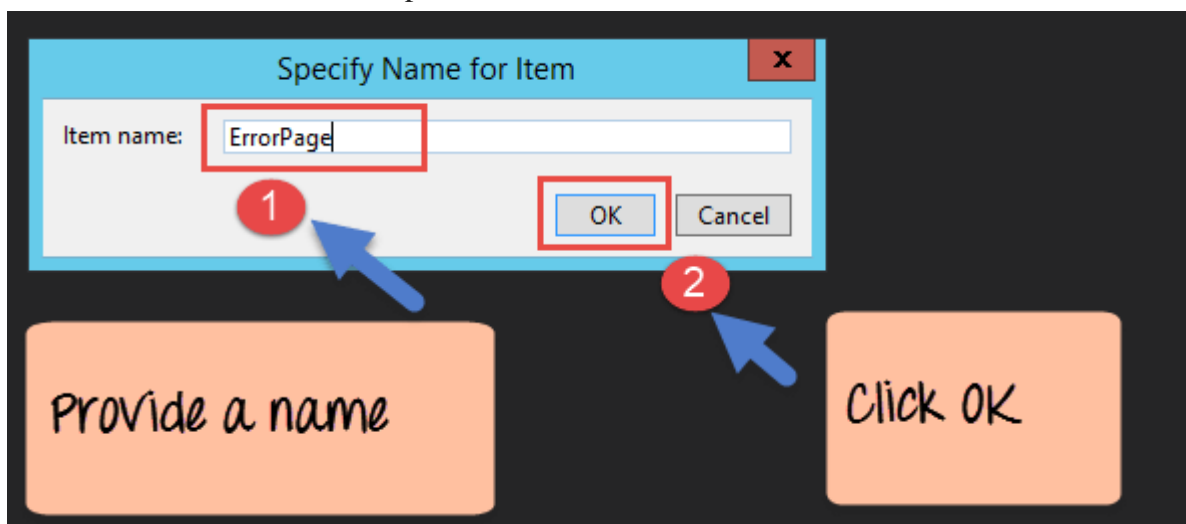 Specify Name for Item
x
Item name: ErrorPage
1
OK Cancel
2
Provide a name
Click OK